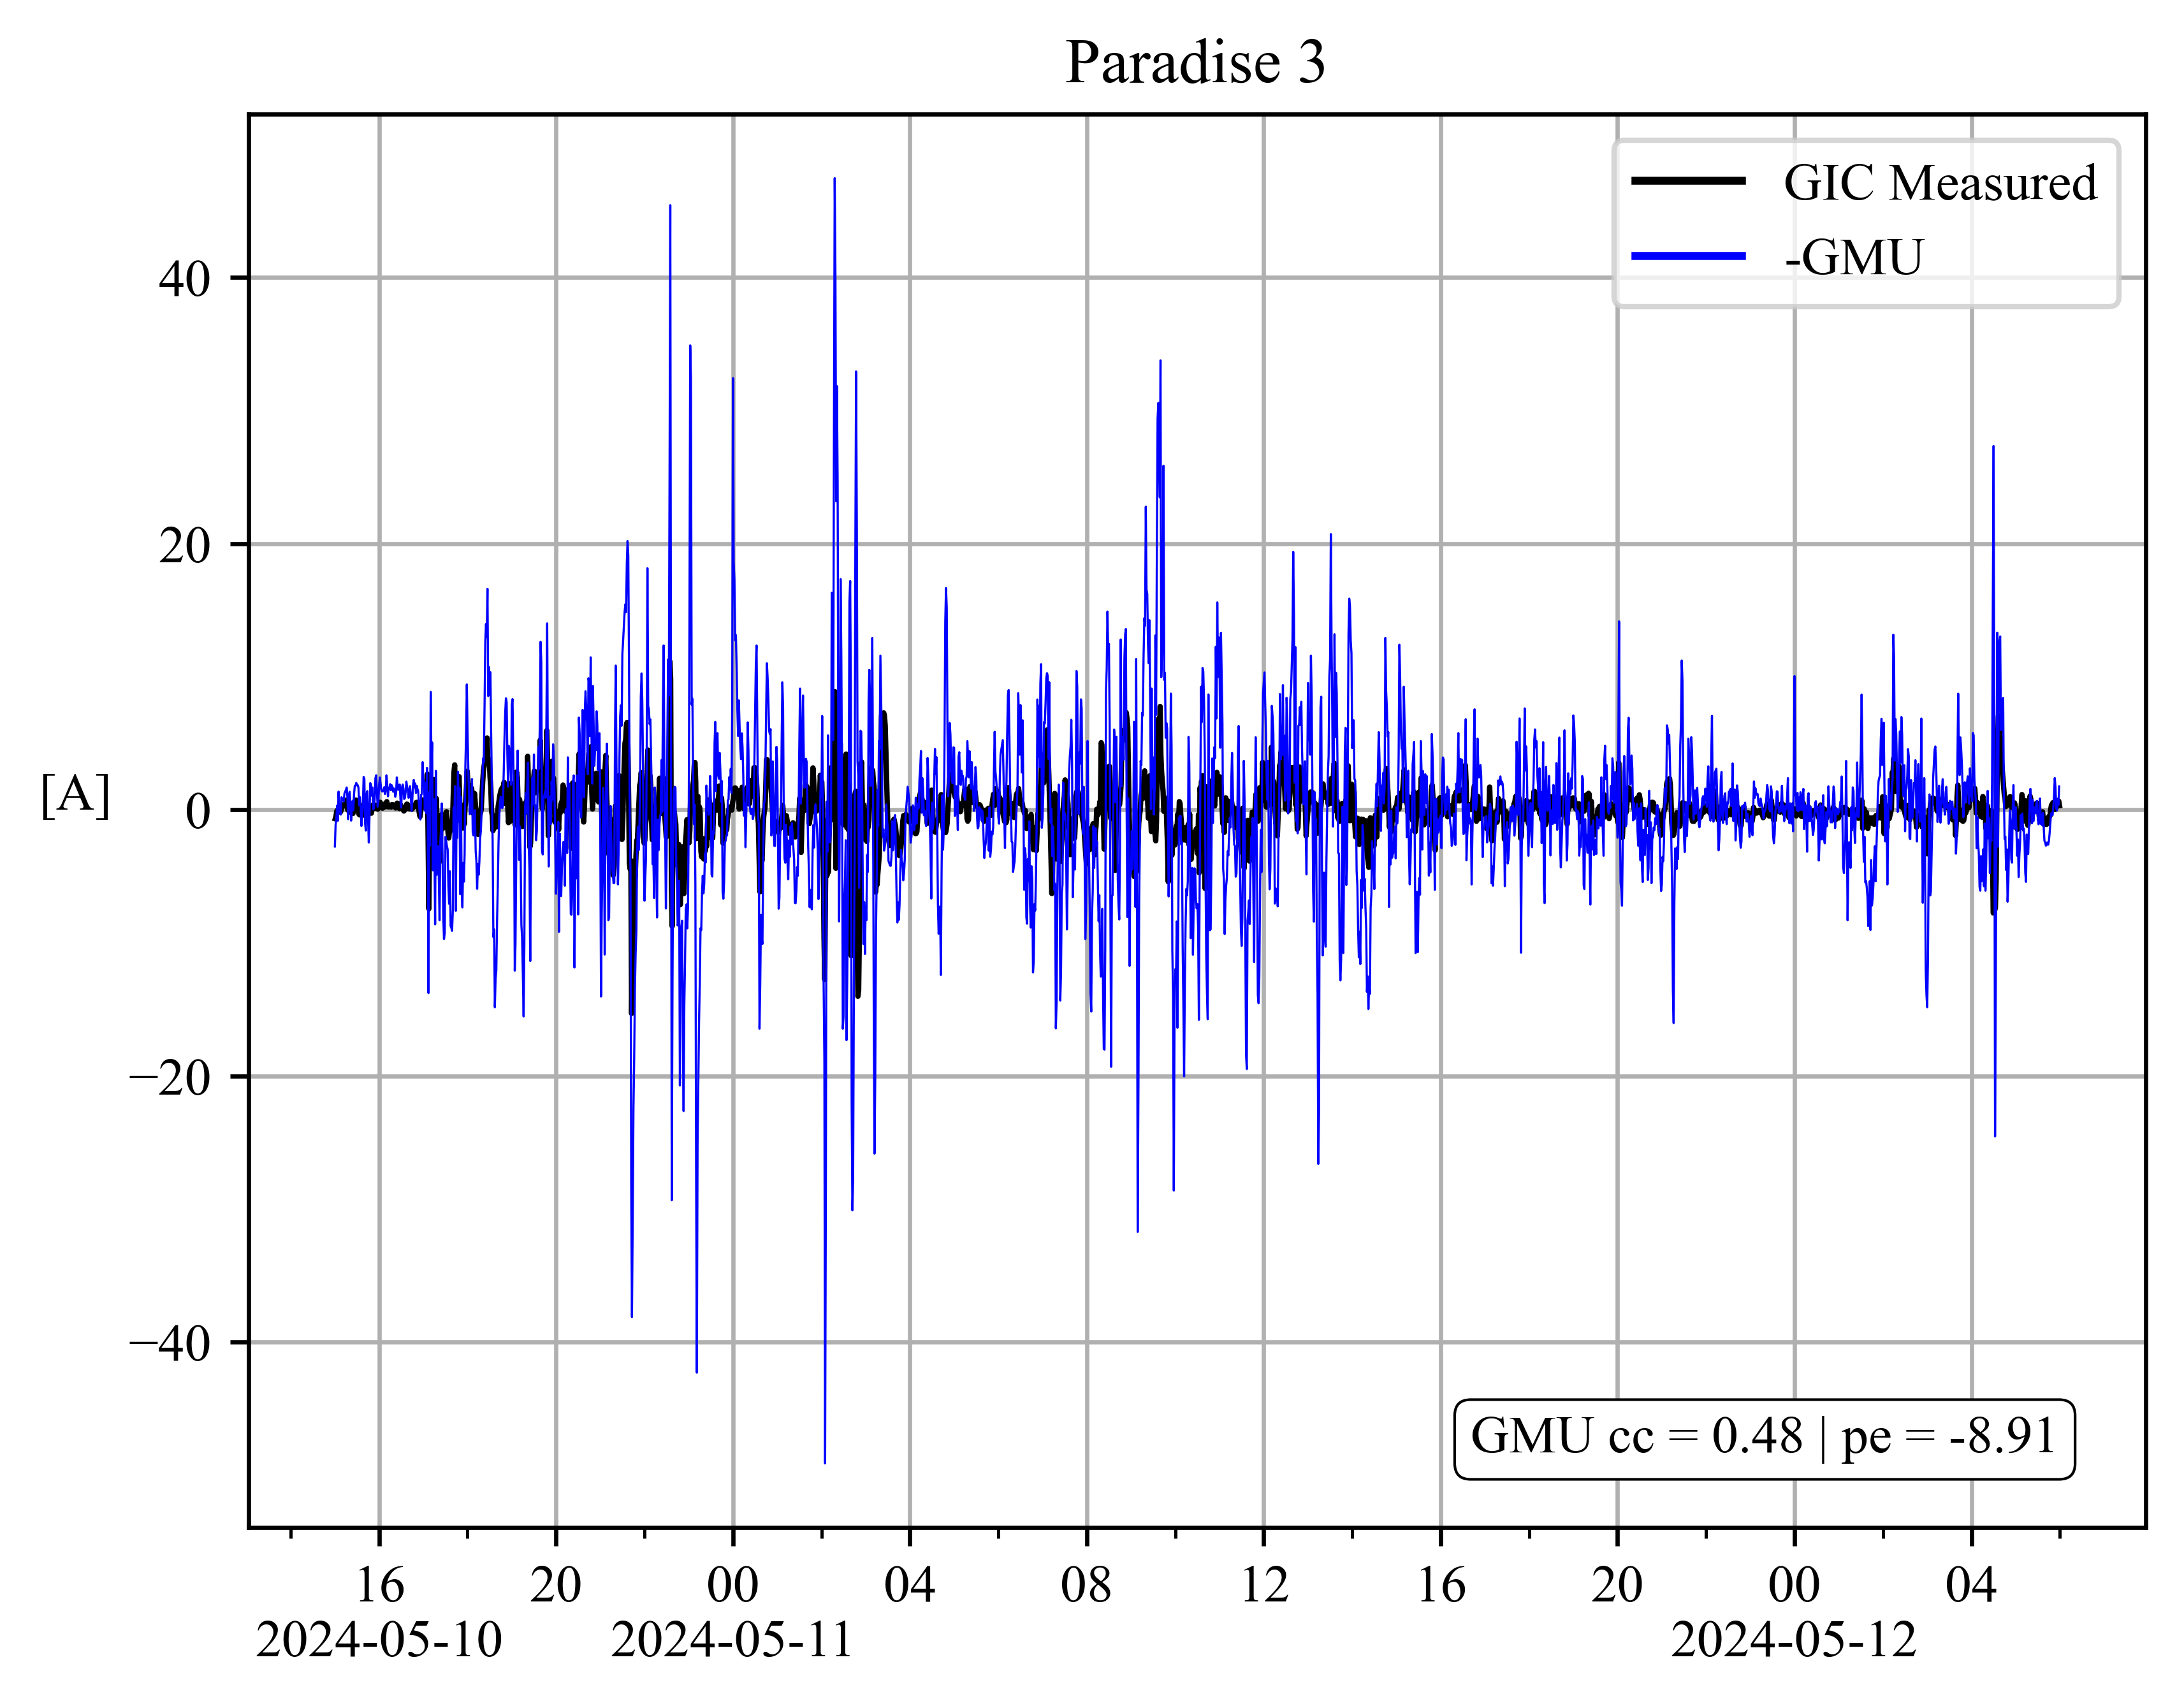 Paradise 3
GIC Measured
-GMU
40
20
[A]
0
−20
−40
GMU cc = 0.48 | pe = -8.91
16 20 00 04 08 12 16 20 00 04
2024-05-10 2024-05-11 2024-05-12